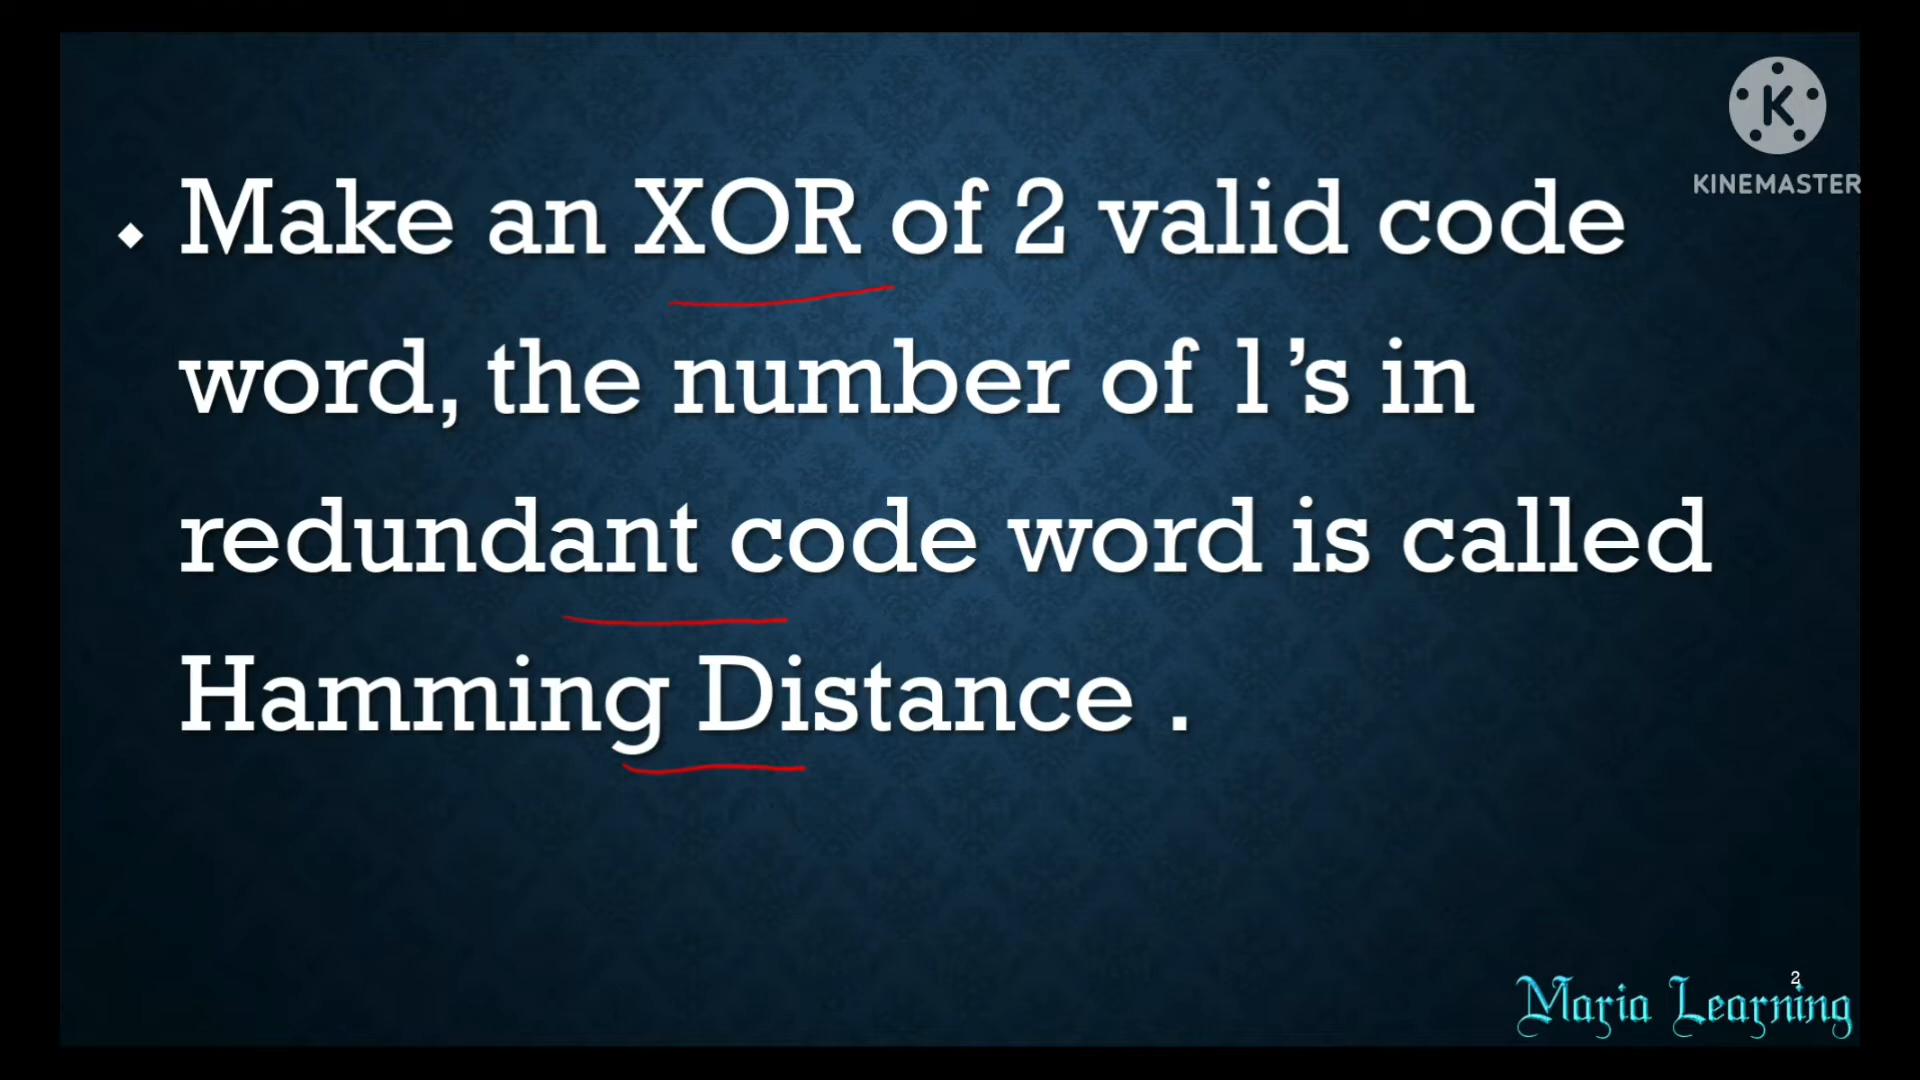 K
KINEMASTER
Make an XOR of 2 valid code
word, the number of 1’s in
redundant code word is called
Hamming Distance .
2
Maria Learning